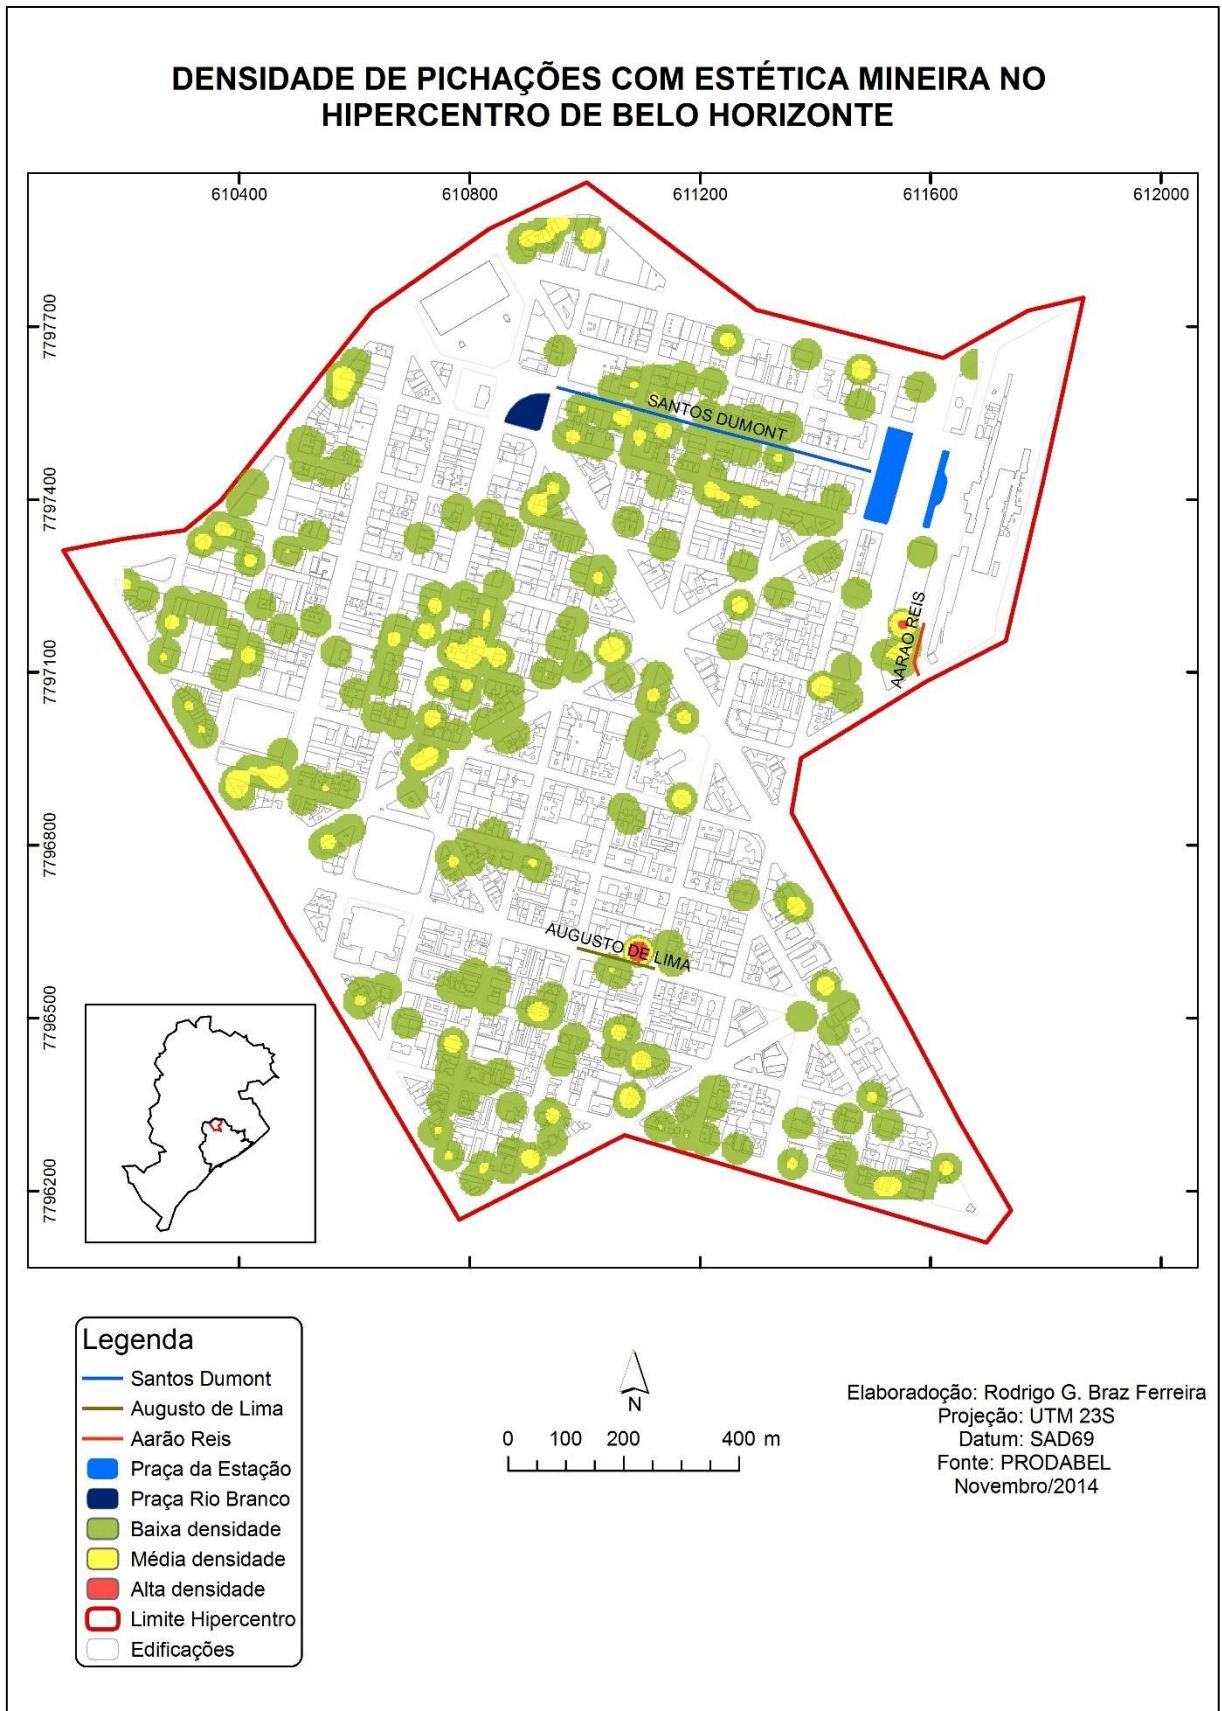 DENSIDADE DE PICHAÇÕES COM ESTÉTICA MINEIRA NO
HIPERCENTRO DE BELO HORIZONTE
610400
610800
611200
611600
612000
7797700
7797400
7797100
7796800
7796500
7796200
SANTOS DUMONT
AARAO REIS
AUGUSTO DE LIMA
Legenda
Santos Dumont
Augusto de Lima
Aarão Reis
Praça da Estação
Praça Rio Branco
Baixa densidade
Média densidade
Alta densidade
Limite Hipercentro
Edificações
N
0 100 200 400 m
Elaboradoção: Rodrigo G. Braz Ferreira
Projeção: UTM 23S
Datum: SAD69
Fonte: PRODABEL
Novembro/2014